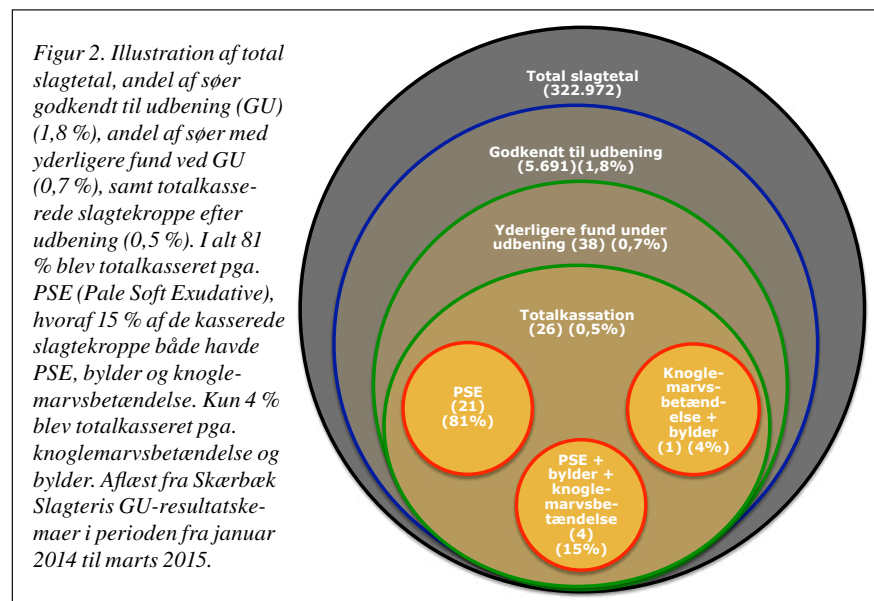 Figur 2. Illustration af total
slagtetal, andel af søer
godkendt til udbening (GU)
(1,8 %), andel af søer med
yderligere fund ved GU
(0,7 %), samt totalkasse-
rede slagtekroppe efter
udbening (0,5 %). I alt 81
% blev totalkasseret pga.
PSE (Pale Soft Exudative),
hvoraf 15 % af de kasserede
slagtekroppe både havde
PSE, bylder og knogle-
marvsbetændelse. Kun 4 %
blev totalkasseret pga.
knoglemarvsbetændelse og
bylder. Aflæst fra Skærbæk
Slagteris GU-resultatske-
maer i perioden fra januar
2014 til marts 2015.
Total slagtetal
(322.972)
Godkendt til udbening
(5.691)(1,8%)
Yderligere fund under
udbening (38) (0,7%)
Totalkassation
(26) (0,5%)
PSE
(21)
(81%)
Knogle-
marvs-
betænd-
else +
bylder
(1) (4%)
PSE +
bylder +
knogle-
marvsbe-
tændelse
(4)
(15%)